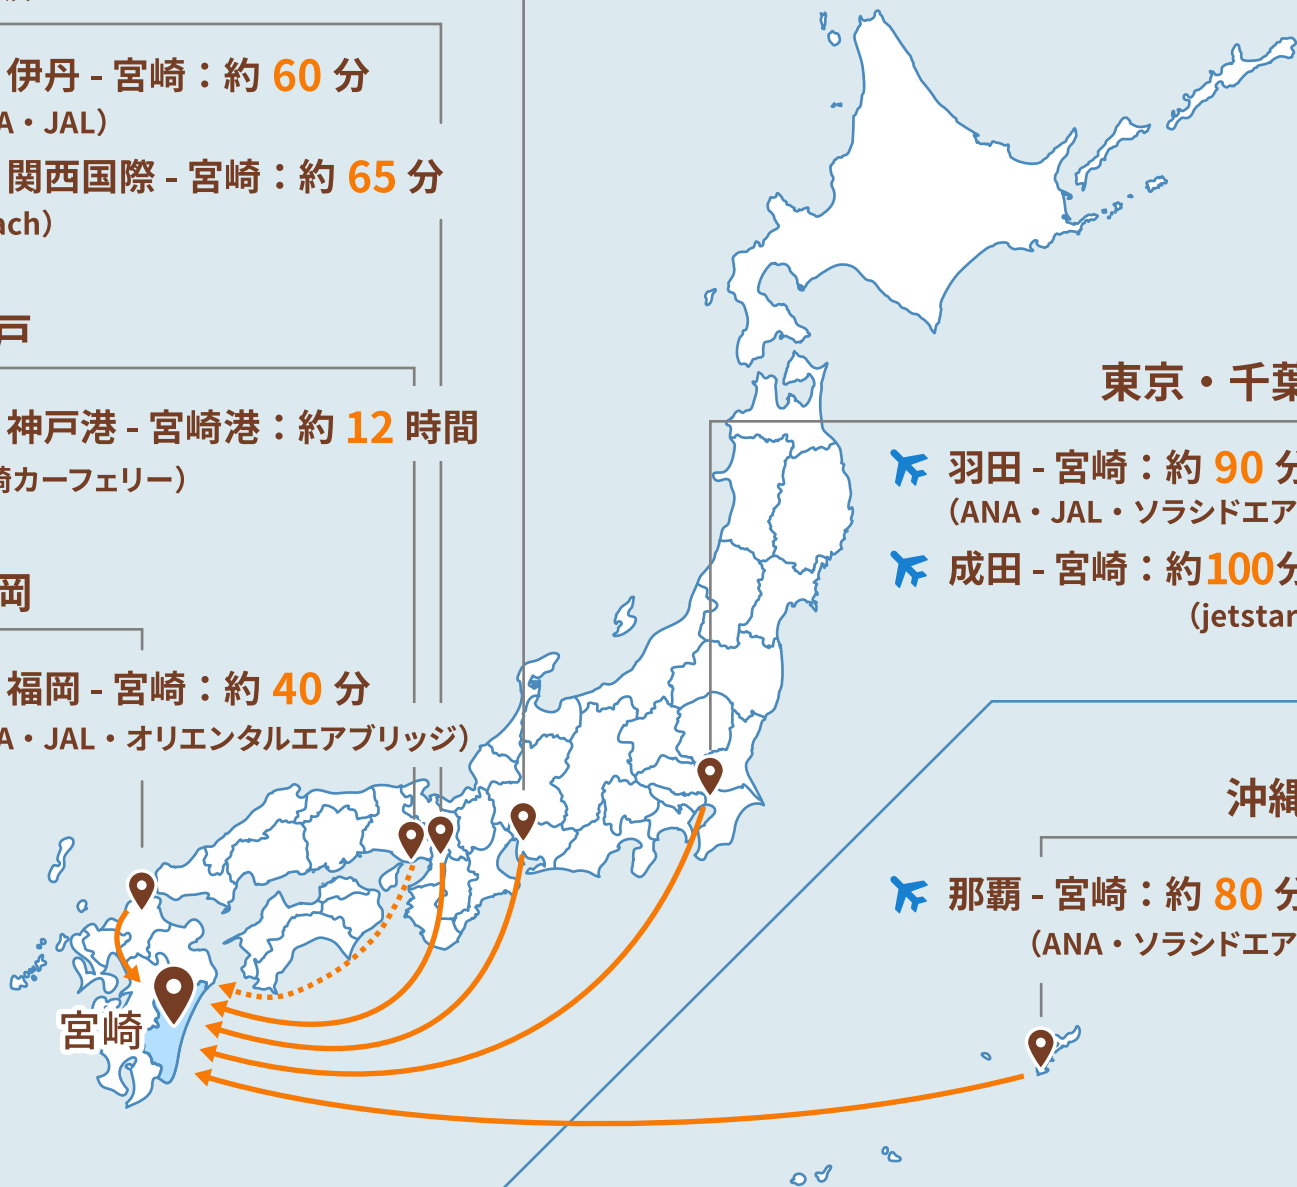 伊丹 - 宮崎：約 60 分
A・JAL）
関西国際 - 宮崎：約 65 分
ach）
戸
神戸港 - 宮崎港：約 12 時間
崎カーフェリー）
岡
福岡 - 宮崎：約 40 分
A・JAL・オリエンタルエアブリッジ）
東京・千葉
羽田 - 宮崎：約 90 分
（ANA・JAL・ソラシドエア
成田 - 宮崎：約100分
（jetstar
沖縄
那覇 - 宮崎：約 80 分
（ANA・ソラシドエア
宮崎